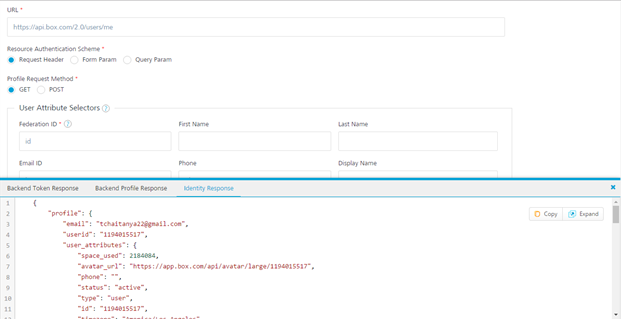 URL *
https://api.box.com/2.0/users/me
Resource Authentication Scheme *
Request Header Form Param Query Param
Profile Request Method *
GET POST
User Attribute Selectors ?
Federation ID * ? First Name Last Name
id
Email ID Phone Display Name
Backend Token Response Backend Profile Response Identity Response
Copy Expand
1 {
2 "profile": {
3 "email": "tchaitanya22@gmail.com",
4 "userid": "1194015517",
5 "user_attributes": {
6 "space_used": 2184084,
7 "avatar_url": "https://app.box.com/api/avatar/large/1194015517",
8 "phone": "",
9 "status": "active",
10 "type": "user",
11 "id": "1194015517",
12